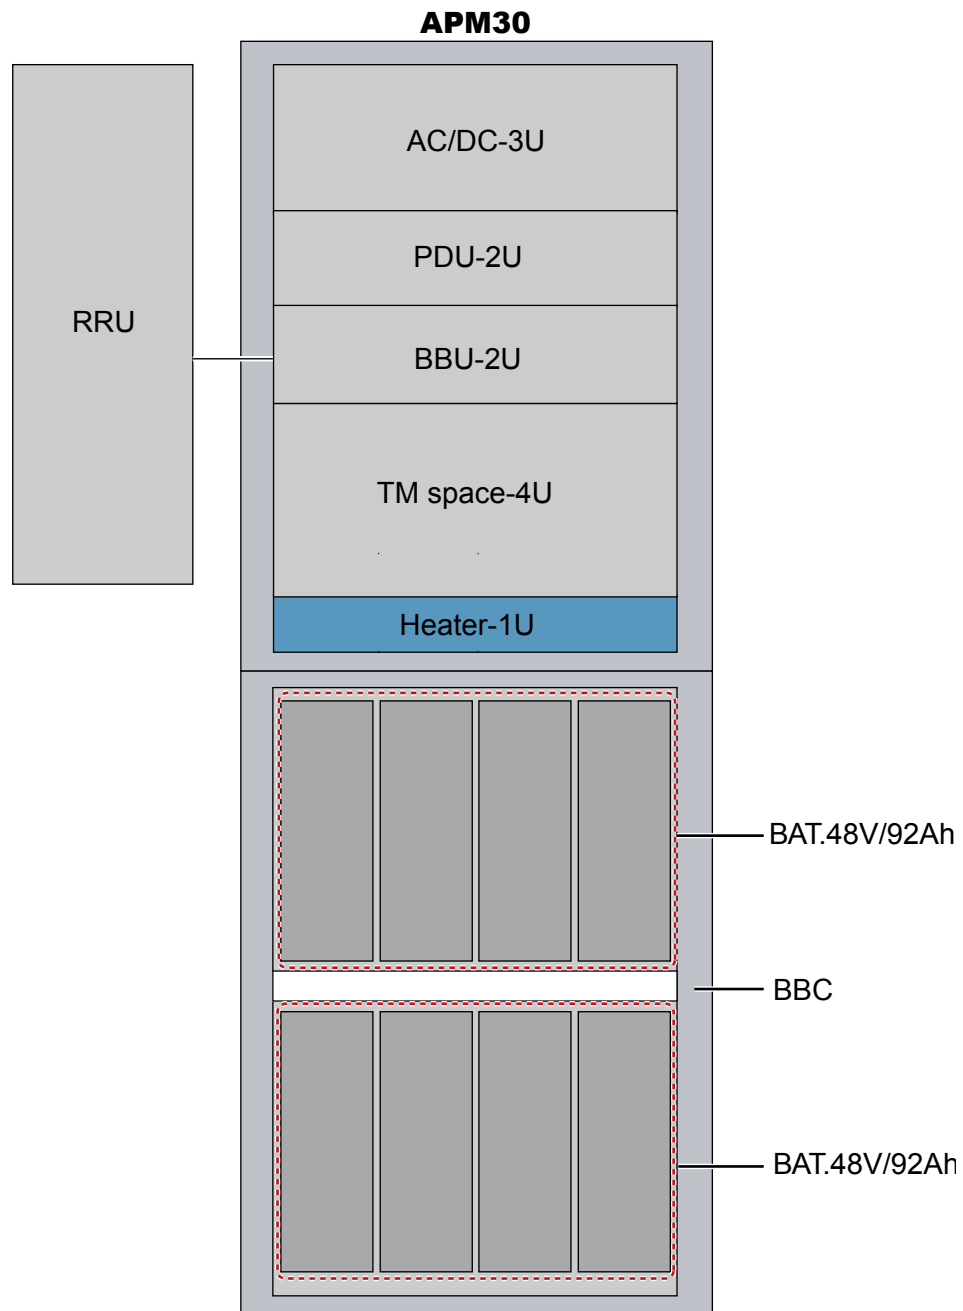 APM30
AC/DC-3U
PDU-2U
RRU
BBU-2U
TM space-4U
Heater-1U
BAT.48V/92Ah
BBC
BAT.48V/92Ah